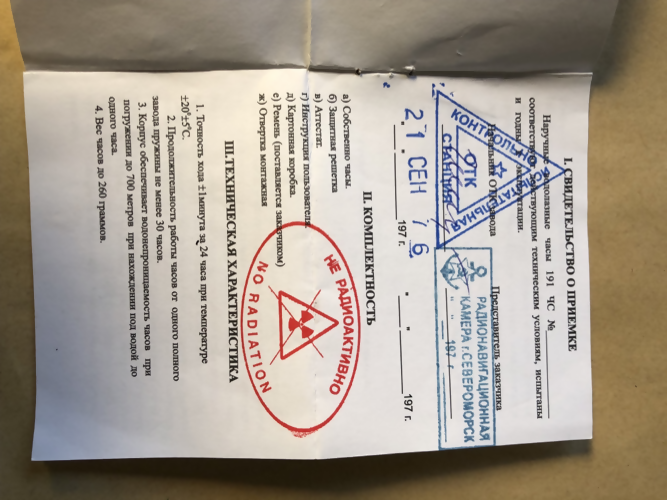 I. СВИДЕТЕЛЬСТВО О ПРИЕМКЕ
Наручные водолазные часы 191 ЧС №
соответствуют действующим техническим условиям, испытаны
и годны к эксплуатации.
Начальник ОТК завода
Представитель заказчика
КОНТРОЛЬНО
ИСПЫТАТЕЛЬНАЯ
СТАНЦИЯ
ОТК
РАДИОНАВИГАЦИОННАЯ
КАМЕРА г.СЕВЕРОМОРСК
" " 197 г.
21. СЕН 76
197 г.
" " 197 г.
II. КОМПЛЕКТНОСТЬ
а) Собственно часы.
б) Защитная решетка
в) Аттестат.
г) Инструкция пользователя.
д) Картонная коробка.
е) Ремень (поставляется заказчиком)
ж) Отвертка монтажная
НЕ РАДИОАКТИВНО
NO RADIATION
III.ТЕХНИЧЕСКАЯ ХАРАКТЕРИСТИКА
1. Точность хода ±1минута за 24 часа при температуре
±20°±5°С.
2. Продолжительность работы часов от одного полного
завода пружины не менее 30 часов.
3. Корпус обеспечивает водонепроницаемость часов при
погружении до 700 метров при нахождении под водой до
одного часа.
4. Вес часов до 260 граммов.